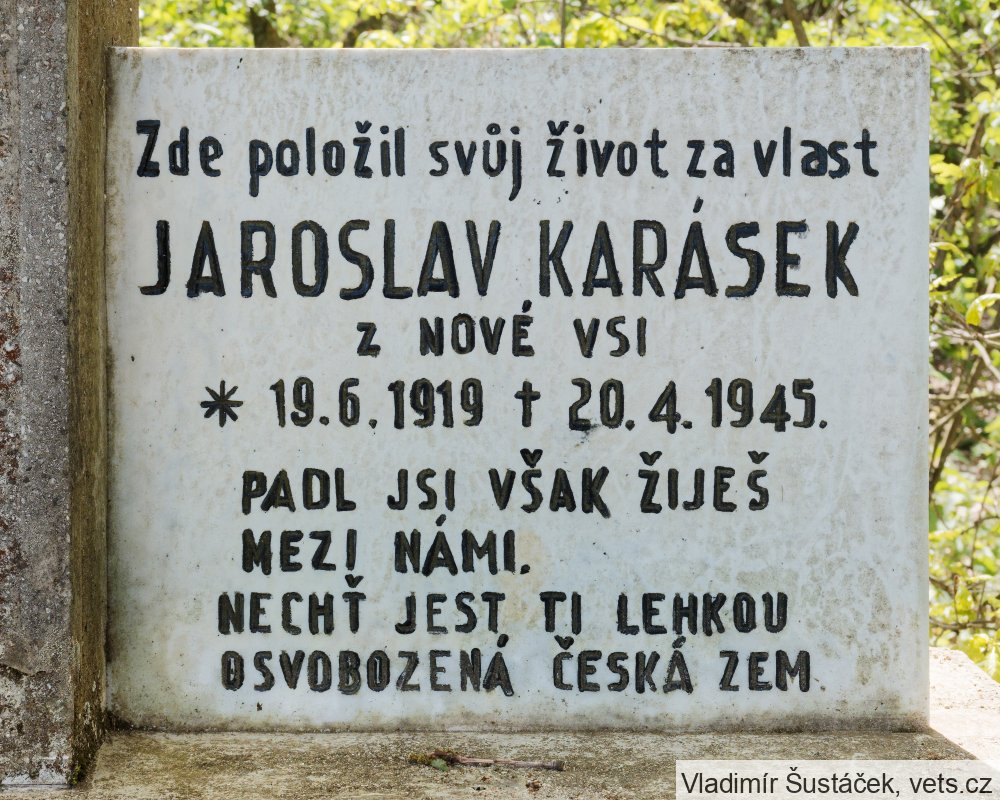 Zde položil svůj život za vlast
JAROSLAV KARÁSEK
z NOVÉ VSI
* 19.6.1919 † 20.4.1945.
PADL JSI VŠAK ŽIJEŠ
MEZI NÁMI.
NECHŤ JEST TI LEHKOU
OSVOBOZENÁ ČESKÁ ZEM
Vladimír Šustáček, vets.cz